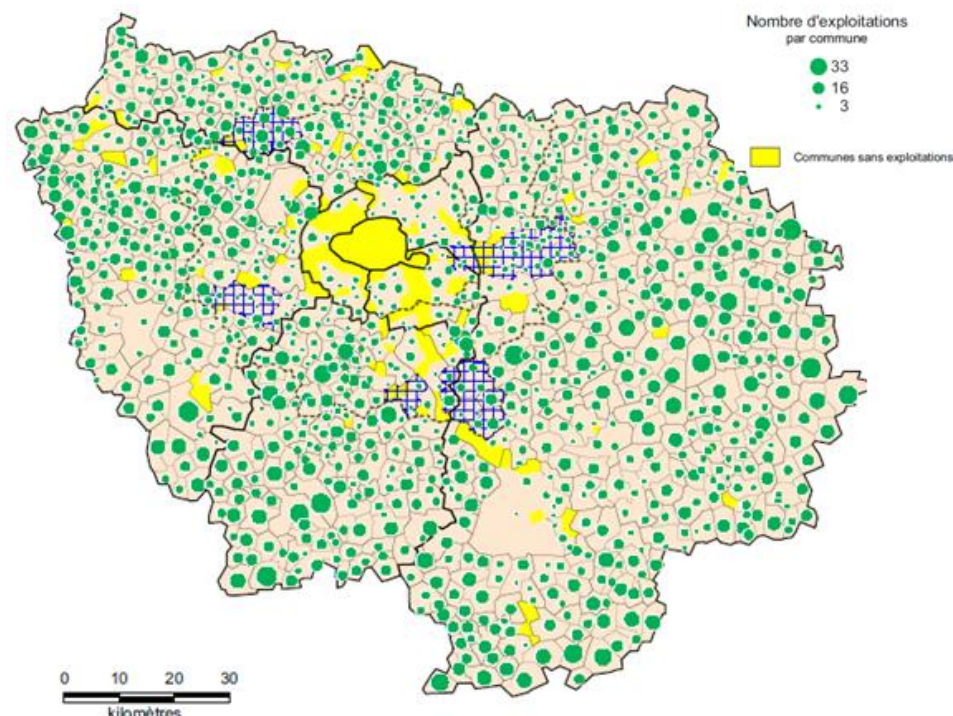 Nombre d'exploitations
par commune
33
16
3
Communes sans exploitations
0 10 20 30
kilomètres